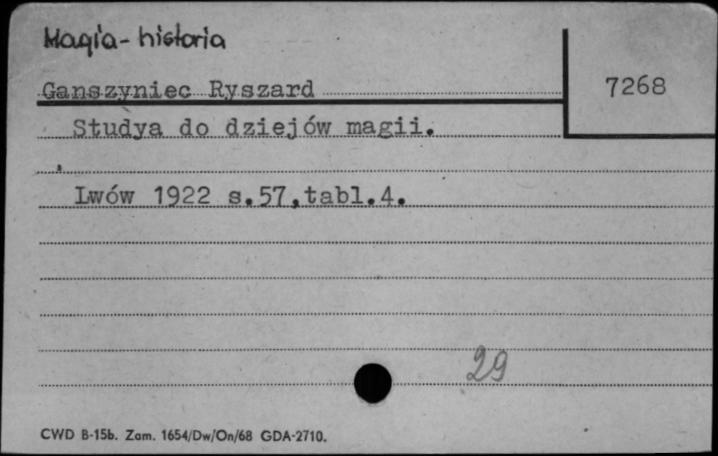 Magia - historia
Ganszyniec Ryszard
7268
Studya do dziejów magii.
Lwów 1922 s.57,tabl.4.
29
CWD B-15b. Zam. 1654/Dw/On/68 GDA-2710.